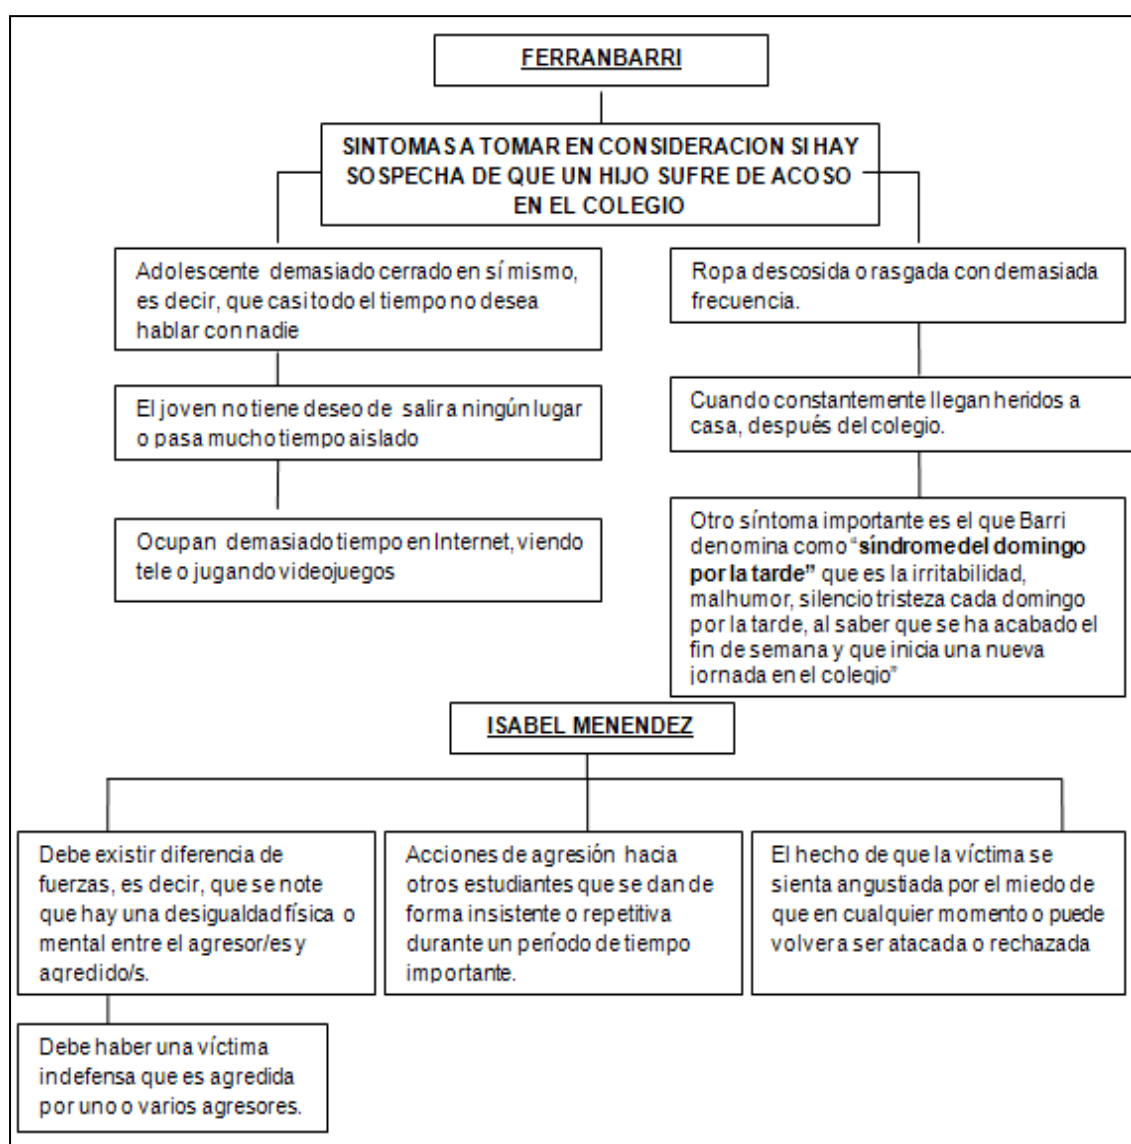 FERRANBARRI
SINTOMAS A TOMAR EN CONSIDERACION SI HAY
SOSPECHA DE QUE UN HIJO SUFRE DE ACOSO
EN EL COLEGIO
Adolescente demasiado cerrado en sí mismo,
es decir, que casi todo el tiempo no desea
hablar con nadie
El joven no tiene deseo de salir a ningún lugar
o pasa mucho tiempo aislado
Ocupan demasiado tiempo en Internet, viendo
tele o jugando videojuegos
Ropa descosida o rasgada con demasiada
frecuencia.
Cuando constantemente llegan heridos a
casa, después del colegio.
Otro síntoma importante es el que Barri
denomina como “síndrome del domingo
por la tarde” que es la irritabilidad,
malhumor, silencio tristeza cada domingo
por la tarde, al saber que se ha acabado el
fin de semana y que inicia una nueva
jornada en el colegio”
ISABEL MENENDEZ
Debe existir diferencia de
fuerzas, es decir, que se note
que hay una desigualdad física o
mental entre el agresor/es y
agredido/s.
Debe haber una víctima
indefensa que es agredida
por uno o varios agresores.
Acciones de agresión hacia
otros estudiantes que se dan de
forma insistente o repetitiva
durante un período de tiempo
importante.
El hecho de que la víctima se
sienta angustiada por el miedo de
que en cualquier momento o puede
volver a ser atacada o rechazada